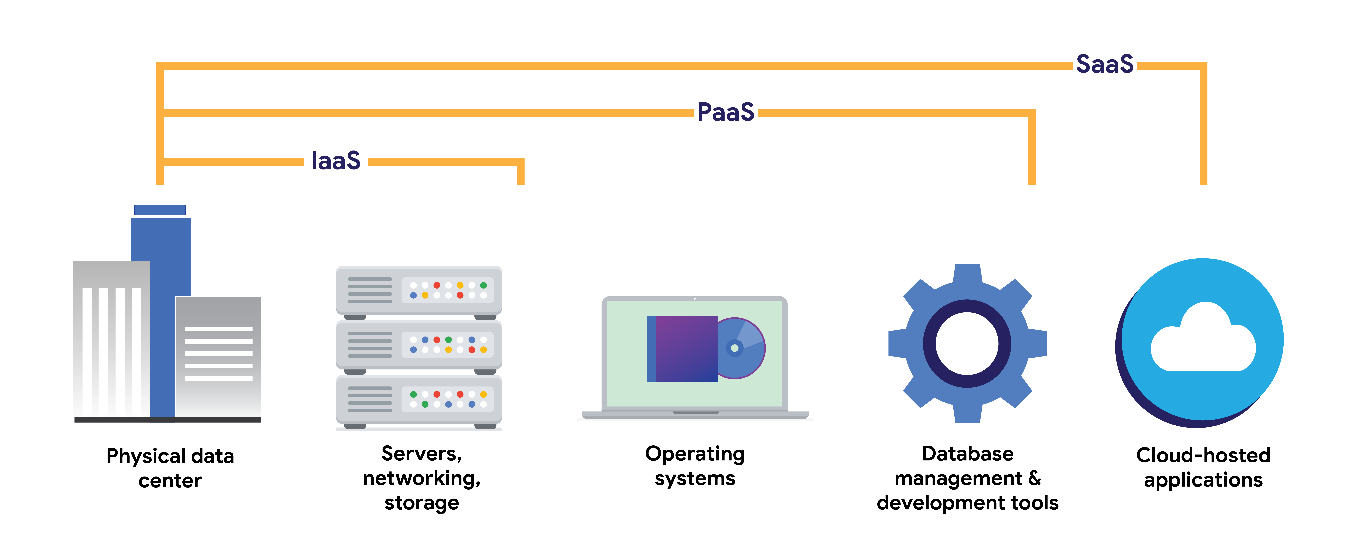 SaaS
PaaS
IaaS
Physical data
center
Servers,
networking,
storage
Operating
systems
Database
management &
development tools
Cloud-hosted
applications